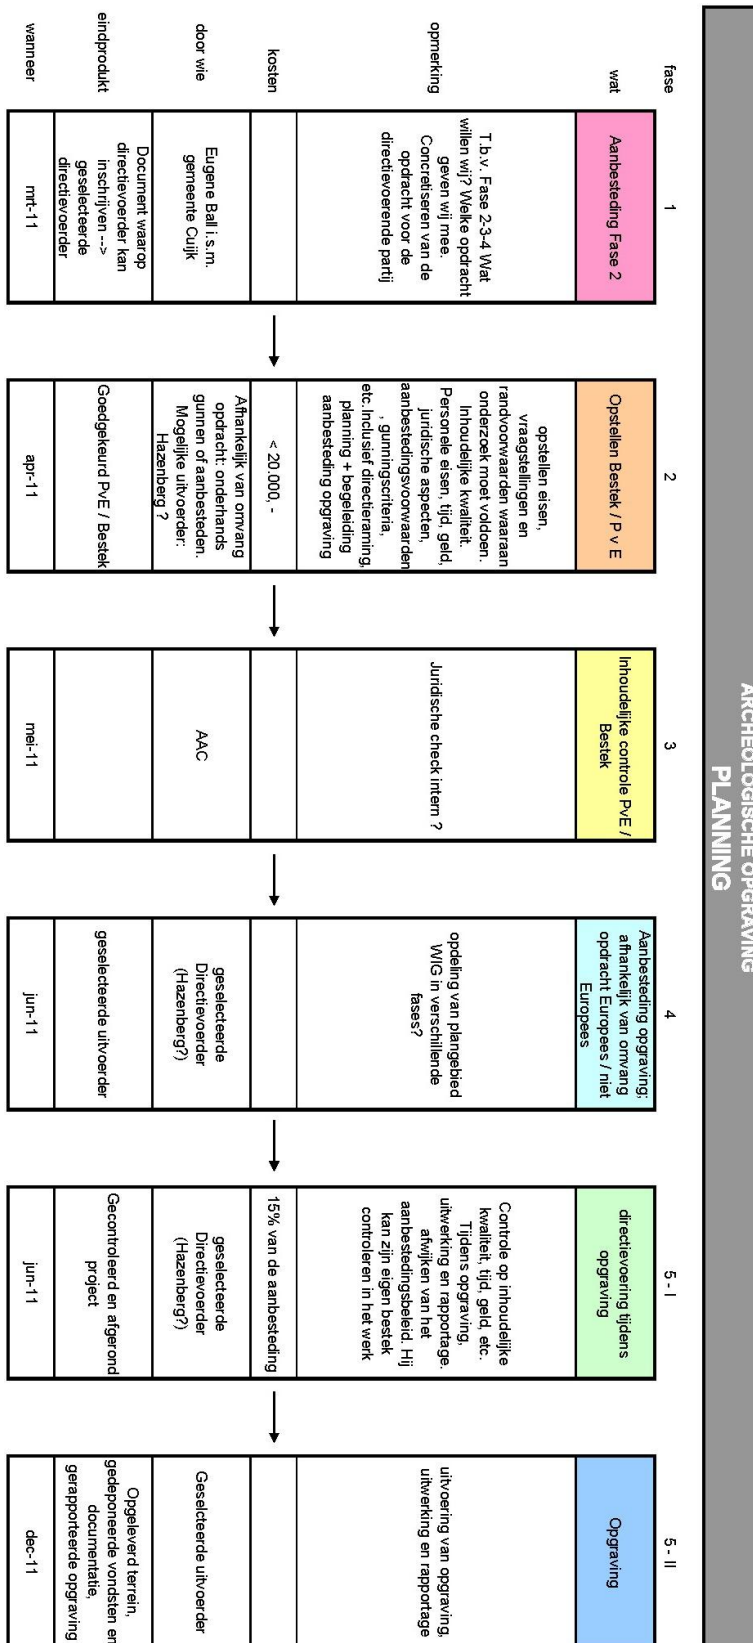 ARCHEOLOGISCHE OPGRAVING
PLANNING
fase
wat
opmerking
kosten
door wie
eindprodukt
wanneer
1
Aanbesteding Fase 2
T.b.v. Fase 2-3-4 Wat
willen wij? Welke opdracht
geven wij mee.
Concretiseren van de
opdracht voor de
directievoerende partij
Eugene Ball i.s.m.
gemeente Cuijk
Document waarop
directievoerder kan
inschrijven -->
geselecteerde
directievoerder
mrt-11
2
Opstellen Bestek / P v E
opstellen eisen,
vraagstellingen en
randvoorwaarden waaraan
onderzoek moet voldoen.
Inhoudelijke kwaliteit.
Personele eisen, tijd, geld,
juridische aspecten,
aanbestedingsvoorwaarden
, gunningscriteria,
etc.Inclusief directieraming,
planning + begeleiding
aanbesteding opgraving
< 20.000,-
Afhankelijk van omvang
opdracht: onderhands
gunnen of aanbesteden.
Mogelijke uitvoerder:
Hazenberg ?
Goedgekeurd PvE / Bestek
apr-11
3
Inhoudelijke controle PvE /
Bestek
Juridische check intern ?
AAC
mei-11
4
Aanbesteding opgraving;
afhankelijk van omvang
opdracht Europees / niet
Europees
opdeling van plangebied
WIG in verschillende
fases?
geselecteerde
Directievoerder
(Hazenberg?)
geselecteerde uitvoerder
jun-11
5 - I
directievoering tijdens
opgraving
Controle op inhoudelijke
kwaliteit, tijd, geld, etc.
Tijdens opgraving,
uitwerking en rapportage.
afwijken van het
aanbestedingsbeleid. Hij
kan zijn eigen bestek
controleren in het werk
15% van de aanbesteding
geselecteerde
Directievoerder
(Hazenberg?)
Gecontroleerd en afgerond
project
jun-11
5 - II
Opgraving
uitvoering van opgraving,
uitwerking en rapportage
Geselcteerde uitvoerder
Opgeleverd terrein,
gedeponeerde vondsten en
documentatie,
gerapporteerde opgraving
dec-11